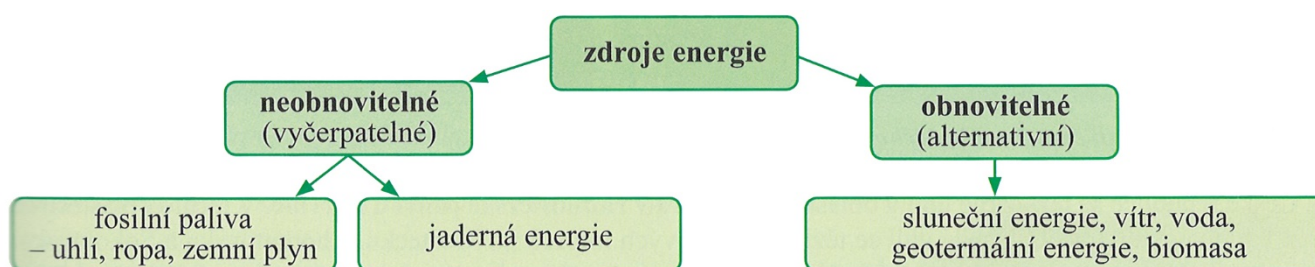 zdroje energie
neobnovitelné
(vyčerpatelné)
obnovitelné
(alternativní)
fosilní paliva
– uhlí, ropa, zemní plyn
jaderná energie
sluneční energie, vítr, voda,
geotermální energie, biomasa